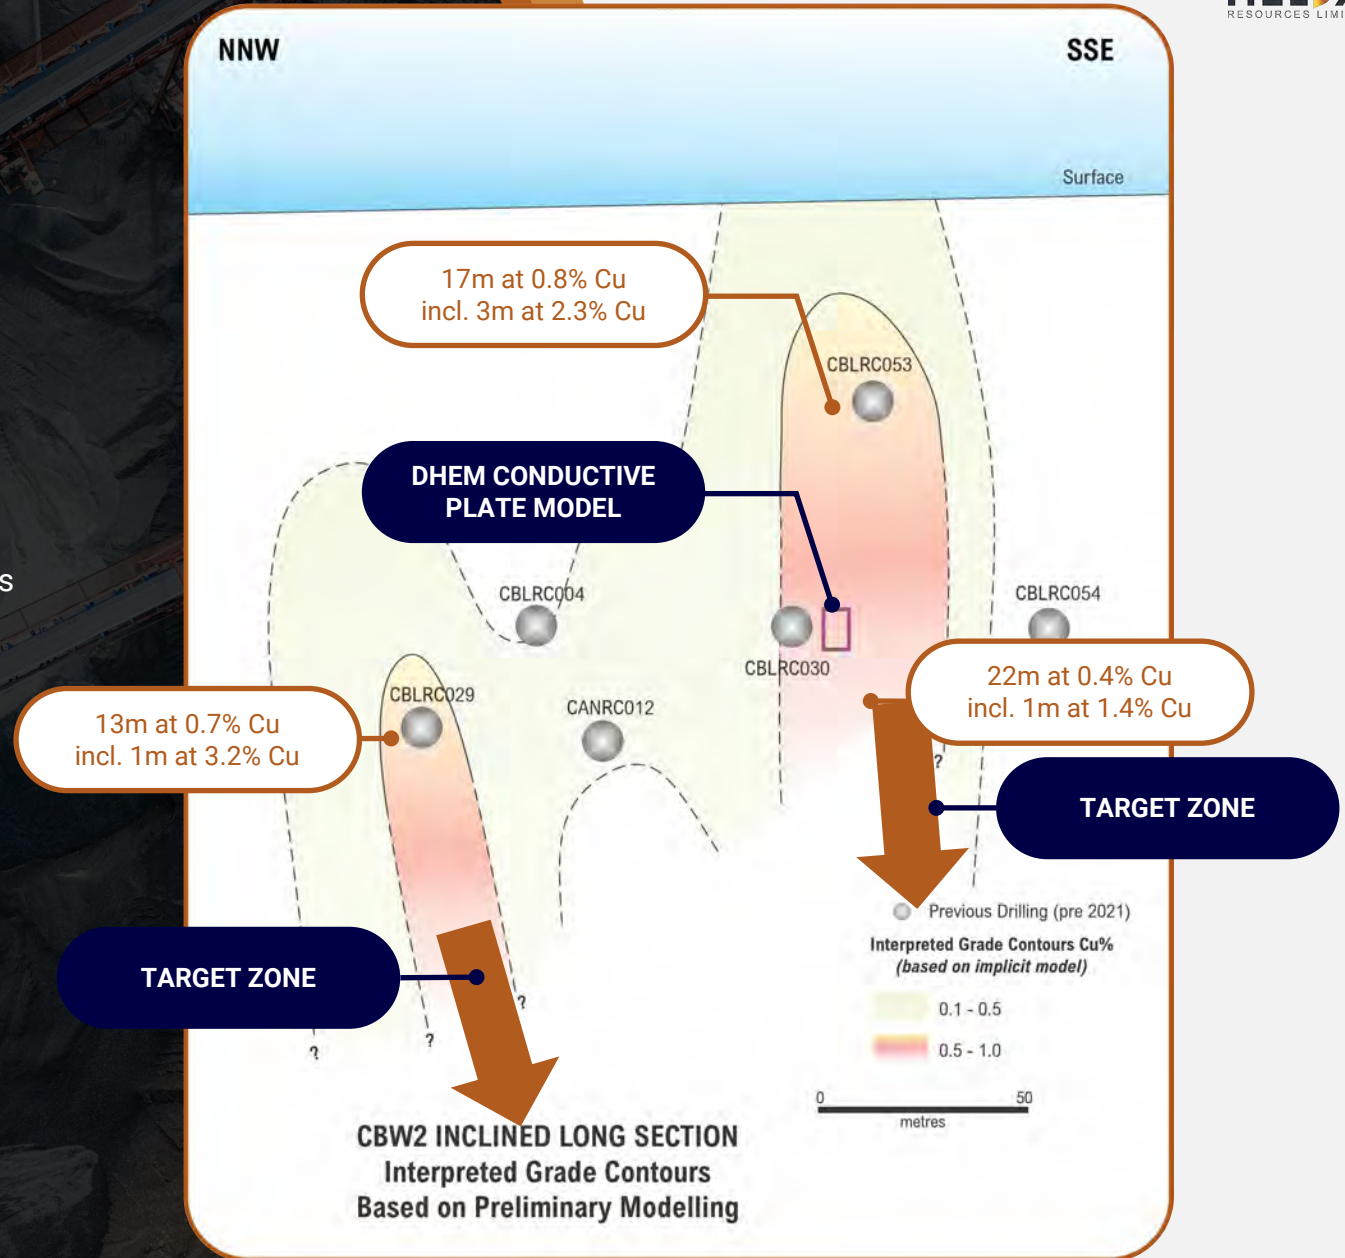 RESOURCES LIMI
NNW
SSE
Surface
17m at 0.8% Cu
incl. 3m at 2.3% Cu
CBLRC053
DHEM CONDUCTIVE
PLATE MODEL
s
CBLRC004
CBLRC054
CBLRC030
22m at 0.4% Cu
incl. 1m at 1.4% Cu
CBLRC029
CANRC012
13m at 0.7% Cu
incl. 1m at 3.2% Cu
?
TARGET ZONE
Previous Drilling (pre 2021)
Interpreted Grade Contours Cu%
(based on implicit model)
0.1 - 0.5
0.5 - 1.0
TARGET ZONE
?
?
?
0 50
metres
CBW2 INCLINED LONG SECTION
Interpreted Grade Contours
Based on Preliminary Modelling